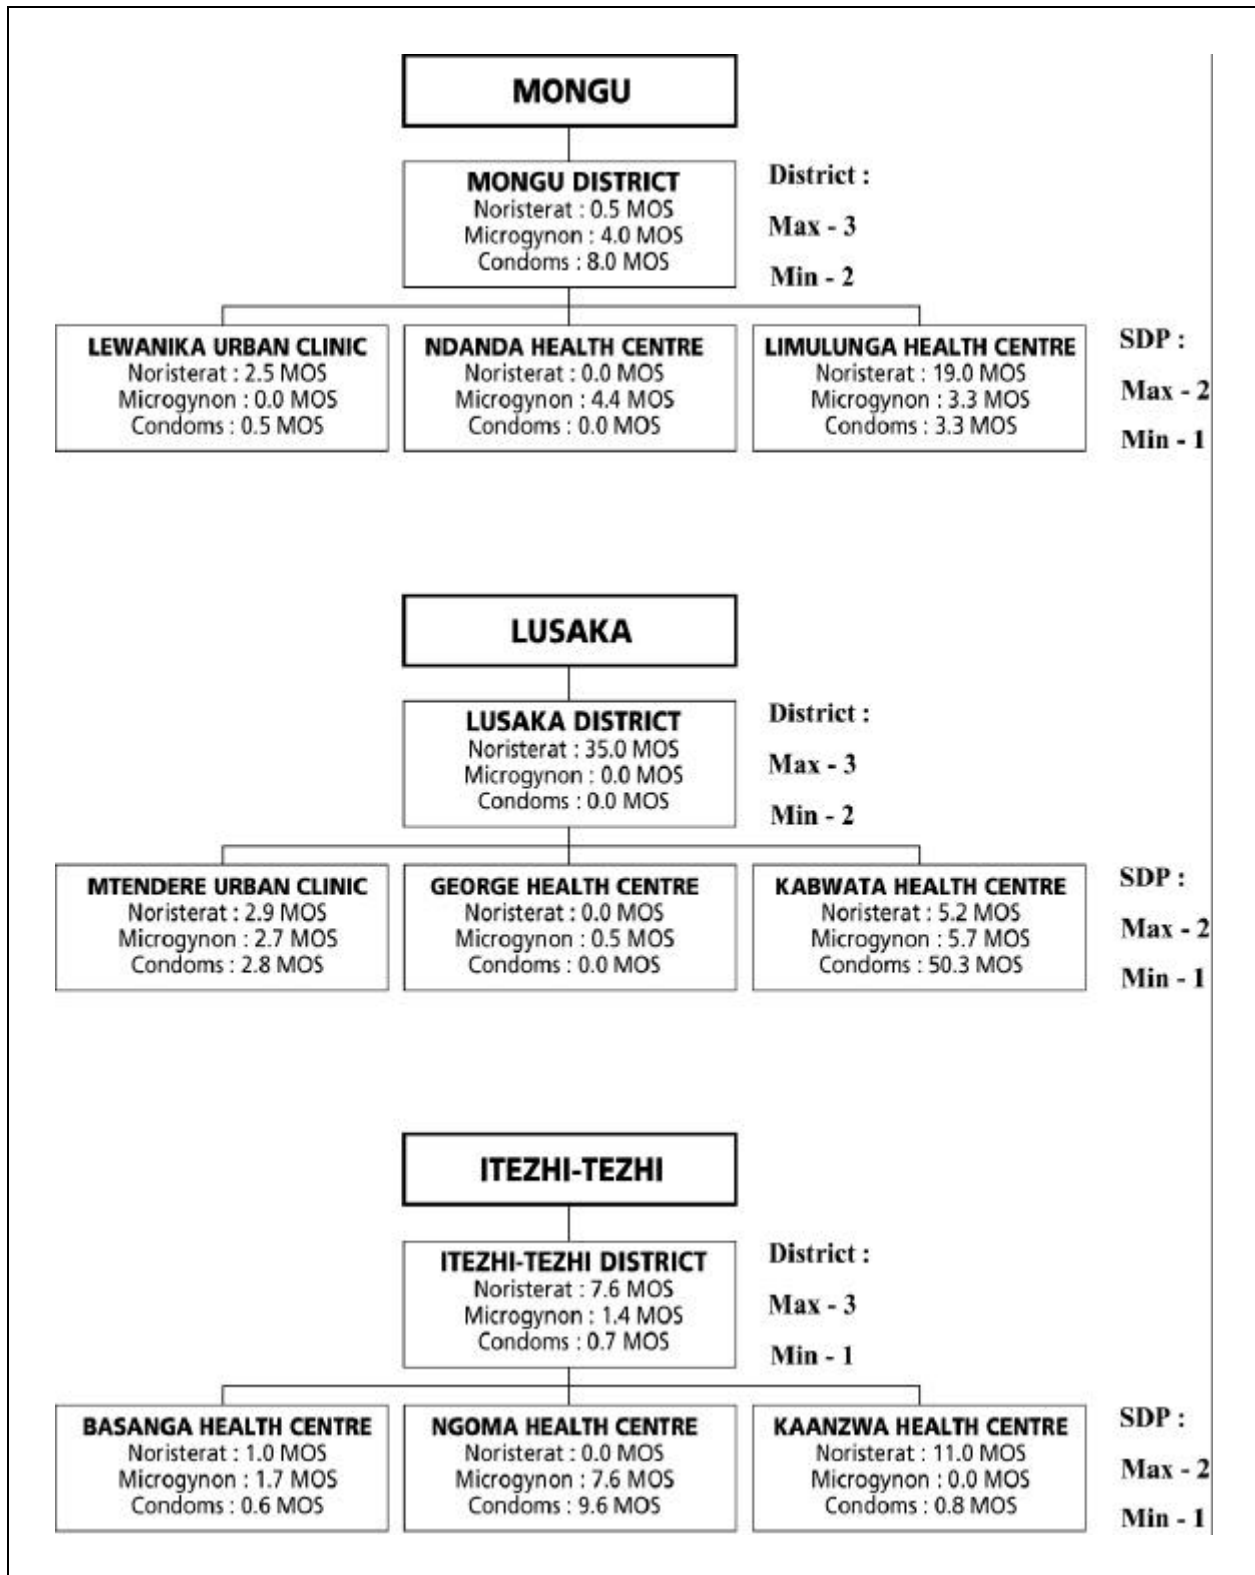 MONGU
MONGU DISTRICT
Noristerat : 0.5 MOS
Microgynon : 4.0 MOS
Condoms : 8.0 MOS
District :
Max - 3
Min - 2
LEWANIKA URBAN CLINIC
Noristerat : 2.5 MOS
Microgynon : 0.0 MOS
Condoms : 0.5 MOS
NDANDA HEALTH CENTRE
Noristerat : 0.0 MOS
Microgynon : 4.4 MOS
Condoms : 0.0 MOS
LIMULUNGA HEALTH CENTRE
Noristerat : 19.0 MOS
Microgynon : 3.3 MOS
Condoms : 3.3 MOS
SDP :
Max - 2
Min - 1
LUSAKA
LUSAKA DISTRICT
Noristerat : 35.0 MOS
Microgynon : 0.0 MOS
Condoms : 0.0 MOS
District :
Max - 3
Min - 2
MTENDERE URBAN CLINIC
Noristerat : 2.9 MOS
Microgynon : 2.7 MOS
Condoms : 2.8 MOS
GEORGE HEALTH CENTRE
Noristerat : 0.0 MOS
Microgynon : 0.5 MOS
Condoms : 0.0 MOS
KABWATA HEALTH CENTRE
Noristerat : 5.2 MOS
Microgynon : 5.7 MOS
Condoms : 50.3 MOS
SDP :
Max - 2
Min - 1
ITEZHI-TEZHI
ITEZHI-TEZHI DISTRICT
Noristerat : 7.6 MOS
Microgynon : 1.4 MOS
Condoms : 0.7 MOS
District :
Max - 3
Min - 1
BASANGA HEALTH CENTRE
Noristerat : 1.0 MOS
Microgynon : 1.7 MOS
Condoms : 0.6 MOS
NGOMA HEALTH CENTRE
Noristerat : 0.0 MOS
Microgynon : 7.6 MOS
Condoms : 9.6 MOS
KAANZWA HEALTH CENTRE
Noristerat : 11.0 MOS
Microgynon : 0.0 MOS
Condoms : 0.8 MOS
SDP :
Max - 2
Min - 1